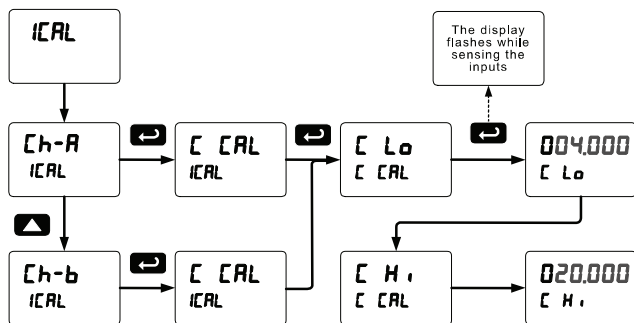 ICAL
The display
flashes while
sensing the
inputs
Ch-A
ICAL
C CAL
ICAL
C Lo
C CAL
004.000
C Lo
Ch-b
ICAL
C CAL
ICAL
C Hi
C CAL
020.000
C Hi